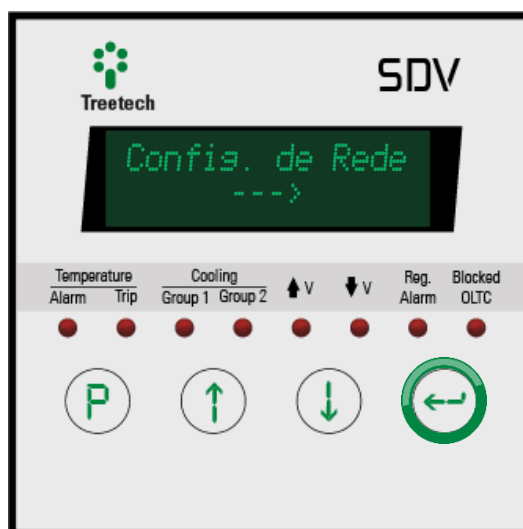 SDV
Treetech
Config. de Rede
--->
Temperature
Cooling
V
V
Reg.
Blocked
Alarm
Trip
Group 1
Group 2
Alarm
OLTC
P